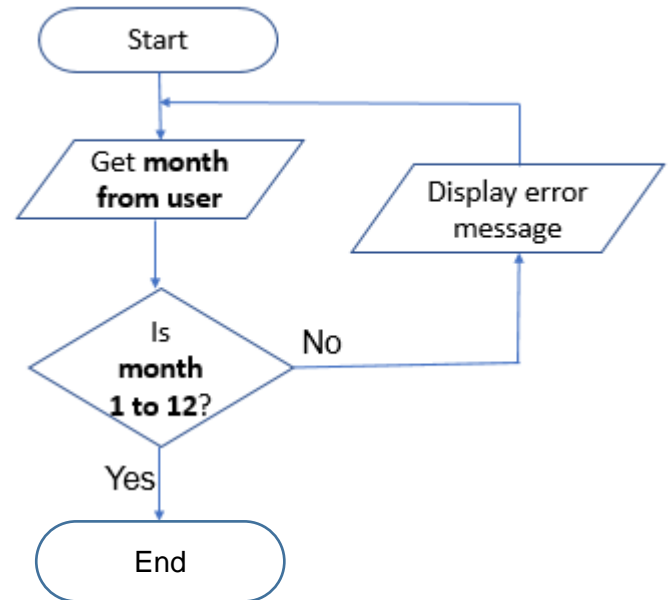 Start
Get month
from user
Display error
message
Is
month
1 to 12?
No
Yes
End